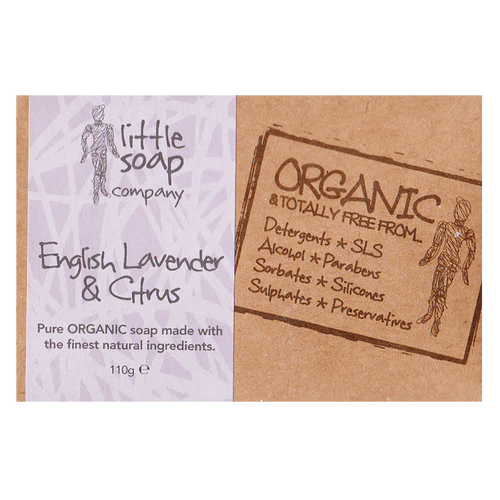 little
soap
company
English Lavender
& Citrus
Pure ORGANIC soap made with
the finest natural ingredients.
110g ℮
ORGANIC
& TOTALLY FREE FROM...
Detergents * SLS
Alcohol * Parabens
Sorbates * Silicones
Sulphates * Preservatives